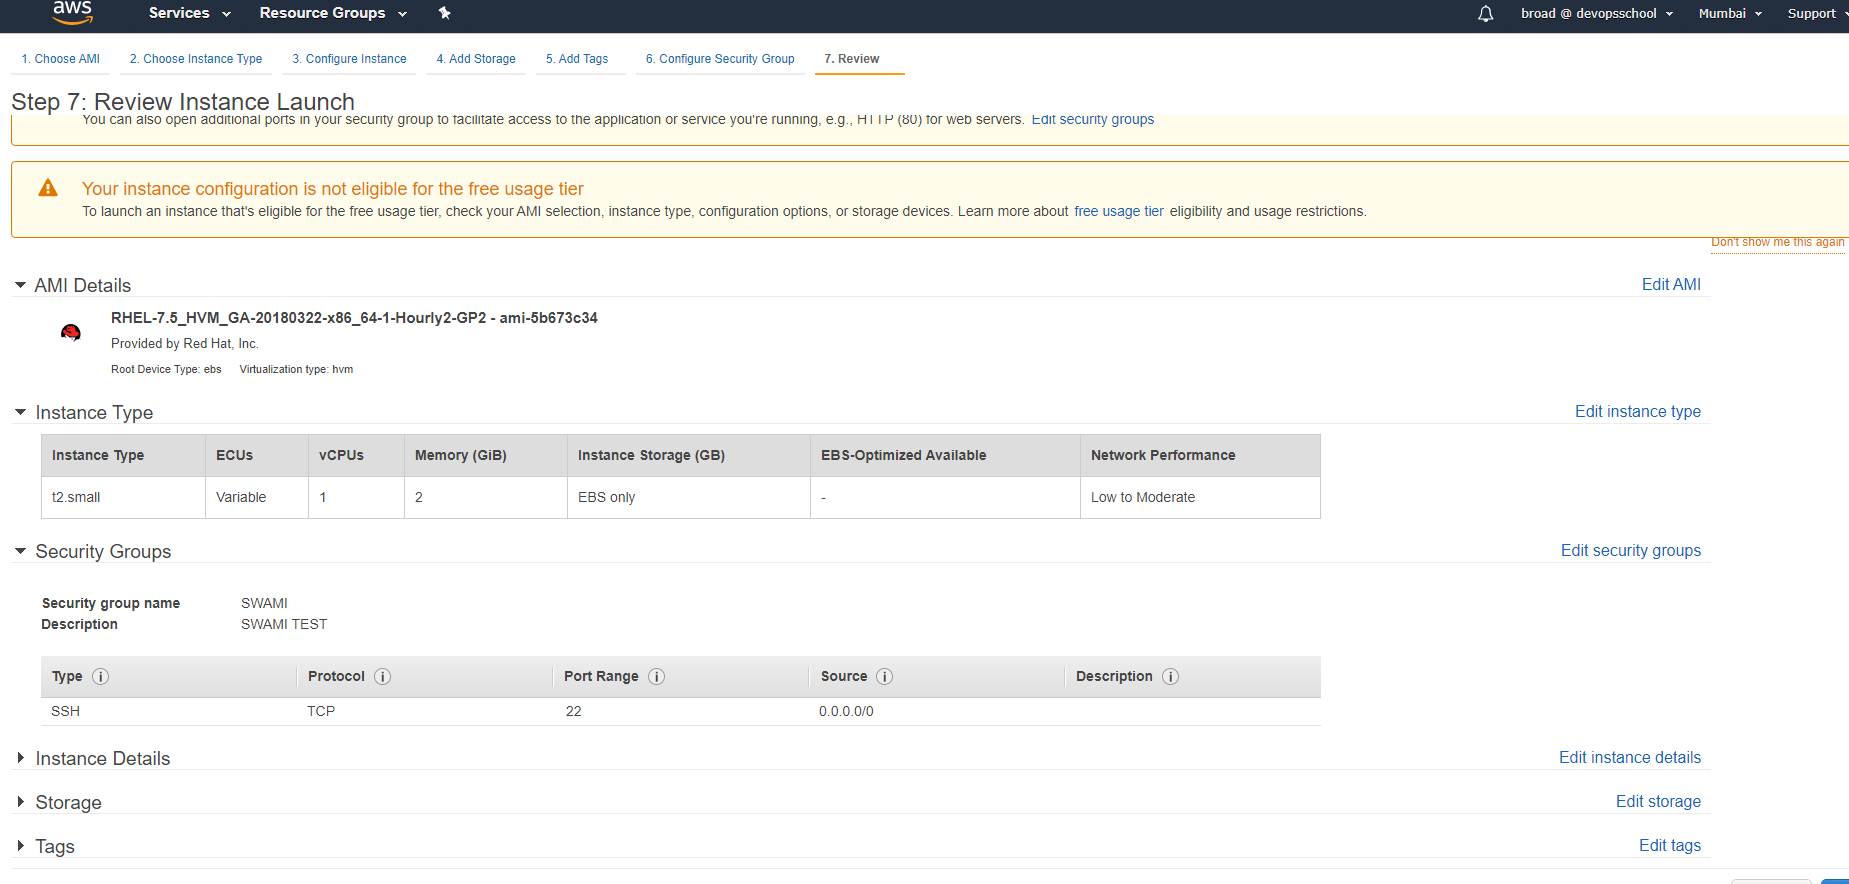 aws Services Resource Groups broad @ devopsschool Mumbai Support
1. Choose AMI 2. Choose Instance Type 3. Configure Instance 4. Add Storage 5. Add Tags 6. Configure Security Group 7. Review
Step 7: Review Instance Launch
You can also open additional ports in your security group to facilitate access to the application or service you're running, e.g., HTTP (80) for web servers. Edit security groups
Your instance configuration is not eligible for the free usage tier
To launch an instance that's eligible for the free usage tier, check your AMI selection, instance type, configuration options, or storage devices. Learn more about free usage tier eligibility and usage restrictions.
Don't show me this again
AMI Details Edit AMI
RHEL-7.5_HVM_GA-20180322-x86_64-1-Hourly2-GP2 - ami-5b673c34
Provided by Red Hat, Inc.
Root Device Type: ebs Virtualization type: hvm
Instance Type Edit instance type
Instance Type ECUs vCPUs Memory (GiB) Instance Storage (GB) EBS-Optimized Available Network Performance
t2.small Variable 1 2 EBS only - Low to Moderate
Security Groups Edit security groups
Security group name SWAMI
Description SWAMI TEST
Type Protocol Port Range Source Description
SSH TCP 22 0.0.0.0/0
Instance Details Edit instance details
Storage Edit storage
Tags Edit tags